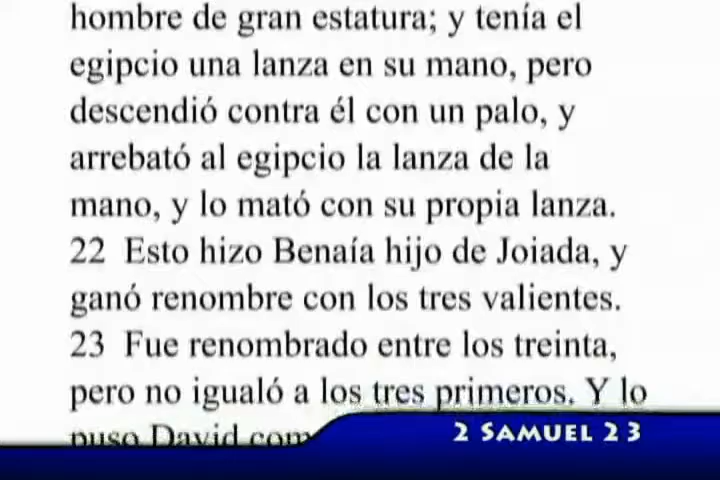 hombre de gran estatura; y tenía el
egipcio una lanza en su mano, pero
descendió contra él con un palo, y
arrebató al egipcio la lanza de la
mano, y lo mató con su propia lanza.
22 Esto hizo Benaía hijo de Joiada, y
ganó renombre con los tres valientes.
23 Fue renombrado entre los treinta,
pero no igualó a los tres primeros. Y lo
puso David com
2 SAMUEL 23